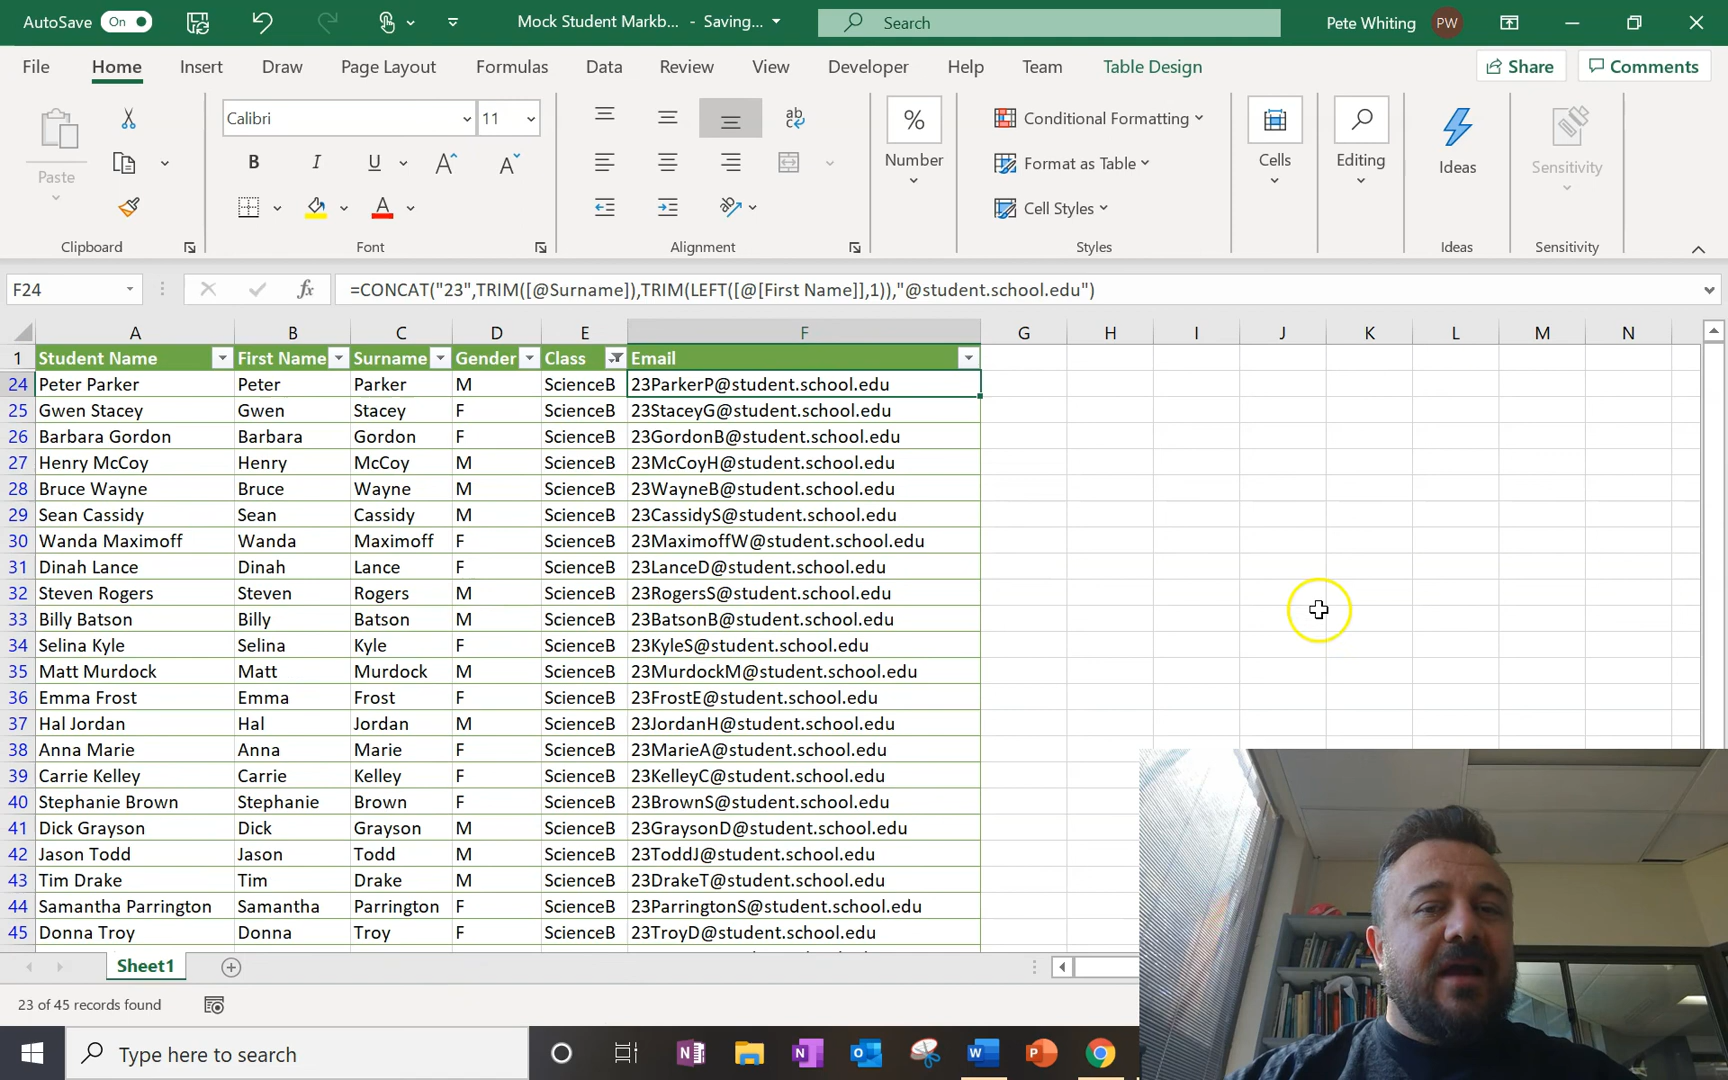 AutoSave On Mock Student Markb... - Saving... Search Pete Whiting PW
File Home Insert Draw Page Layout Formulas Data Review View Developer Help Team Table Design Share Comments
Paste Calibri 11 B I U A A A ab c % Number Conditional Formatting Format as Table Cell Styles Cells Editing Ideas Sensitivity
Clipboard Font Alignment Styles Ideas Sensitivity
F24 fx =CONCAT("23",TRIM([@Surname]),TRIM(LEFT([@[First Name]],1)),"@student.school.edu")
A B C D E F G H I J K L M N
1 Student Name First Name Surname Gender Class Email
24 Peter Parker Peter Parker M ScienceB 23ParkerP@student.school.edu
25 Gwen Stacey Gwen Stacey F ScienceB 23StaceyG@student.school.edu
26 Barbara Gordon Barbara Gordon F ScienceB 23GordonB@student.school.edu
27 Henry McCoy Henry McCoy M ScienceB 23McCoyH@student.school.edu
28 Bruce Wayne Bruce Wayne M ScienceB 23WayneB@student.school.edu
29 Sean Cassidy Sean Cassidy M ScienceB 23CassidyS@student.school.edu
30 Wanda Maximoff Wanda Maximoff F ScienceB 23MaximoffW@student.school.edu
31 Dinah Lance Dinah Lance F ScienceB 23LanceD@student.school.edu
32 Steven Rogers Steven Rogers M ScienceB 23RogersS@student.school.edu
33 Billy Batson Billy Batson M ScienceB 23BatsonB@student.school.edu
34 Selina Kyle Selina Kyle F ScienceB 23KyleS@student.school.edu
35 Matt Murdock Matt Murdock M ScienceB 23MurdockM@student.school.edu
36 Emma Frost Emma Frost F ScienceB 23FrostE@student.school.edu
37 Hal Jordan Hal Jordan M ScienceB 23JordanH@student.school.edu
38 Anna Marie Anna Marie F ScienceB 23MarieA@student.school.edu
39 Carrie Kelley Carrie Kelley F ScienceB 23KelleyC@student.school.edu
40 Stephanie Brown Stephanie Brown F ScienceB 23BrownS@student.school.edu
41 Dick Grayson Dick Grayson M ScienceB 23GraysonD@student.school.edu
42 Jason Todd Jason Todd M ScienceB 23ToddJ@student.school.edu
43 Tim Drake Tim Drake M ScienceB 23DrakeT@student.school.edu
44 Samantha Parrington Samantha Parrington F ScienceB 23ParringtonS@student.school.edu
45 Donna Troy Donna Troy F ScienceB 23TroyD@student.school.edu
Sheet1
23 of 45 records found
Type here to search